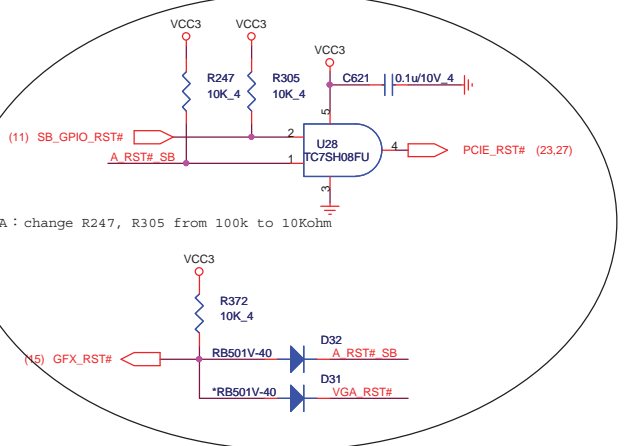 VCC3 VCC3
VCC3
R247 R305 C621 0.1u/10V_4
10K_4 10K_4
5
(11) SB_GPIO_RST# 2 U28
TC7SH08FU 4 PCIE_RST# (23,27)
A_RST#_SB 1
3
A：change R247, R305 from 100k to 10Kohm
VCC3
R372
10K_4
D32
(15) GFX_RST# RB501V-40 A_RST#_SB
D31
*RB501V-40 VGA_RST#